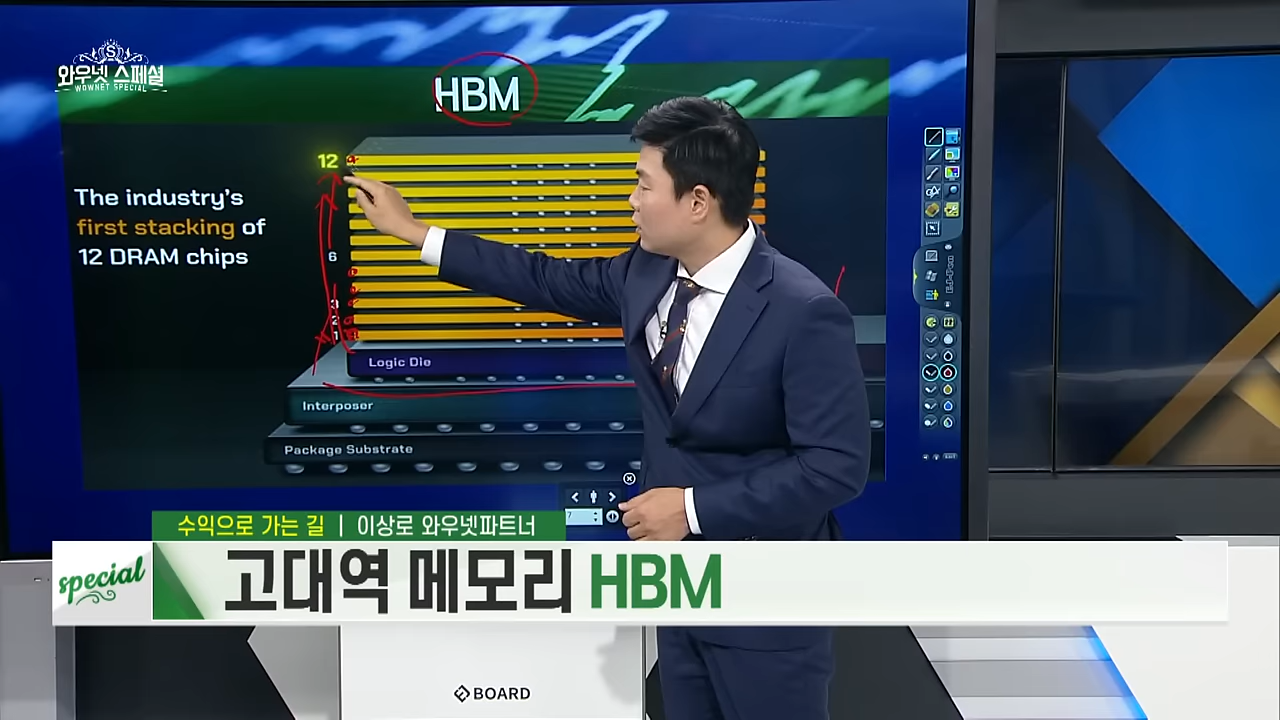 와우넷 스페셜
WOWNET SPECIAL
HBM
The industry's
first stacking of
12 DRAM chips
12
6
3
2
1
Logic Die
Interposer
Package Substrate
7
수익으로 가는 길 | 이상로 와우넷파트너
special
고대역 메모리 HBM
BOARD